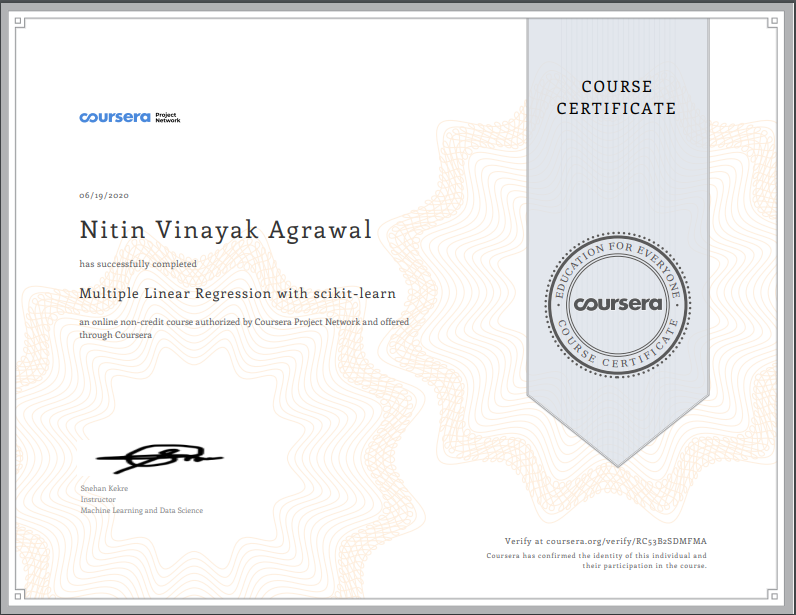 COURSE
CERTIFICATE
coursera Project
Network
06/19/2020
Nitin Vinayak Agrawal
has successfully completed
Multiple Linear Regression with scikit-learn
an online non-credit course authorized by Coursera Project Network and offered
through Coursera
EDUCATION FOR EVERYONE
coursera
COURSE CERTIFICATE
Snehan Kekre
Instructor
Machine Learning and Data Science
Verify at coursera.org/verify/RC53B2SDMFMA
Coursera has confirmed the identity of this individual and
their participation in the course.